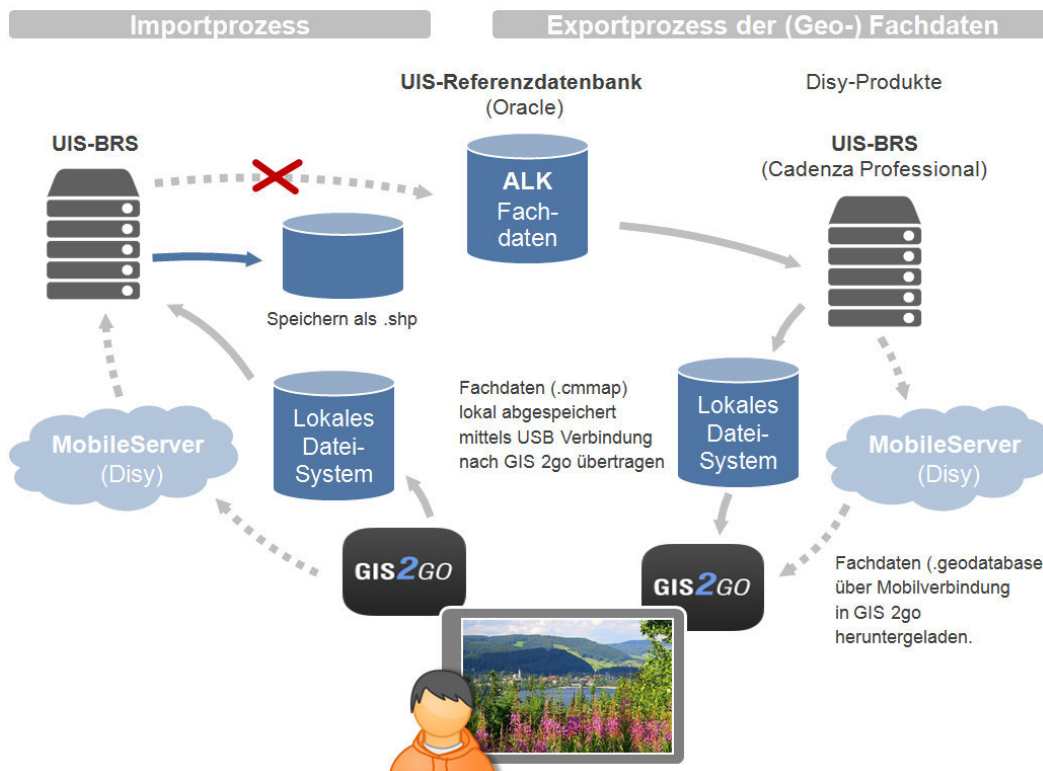 Importprozess
Exportprozess der (Geo-) Fachdaten
UIS-Referenzdatenbank
(Oracle)
Disy-Produkte
UIS-BRS
UIS-BRS
(Cadenza Professional)
ALK
Fach-
daten
Speichern als .shp
Lokales
Datei-
System
Fachdaten (.cmmap)
lokal abgespeichert
mittels USB Verbindung
nach GIS 2go übertragen
Lokales
Datei-
System
MobileServer
(Disy)
MobileServer
(Disy)
GIS2GO
GIS2GO
Fachdaten (.geodatabase
über Mobilverbindung
in GIS 2go
heruntergeladen.